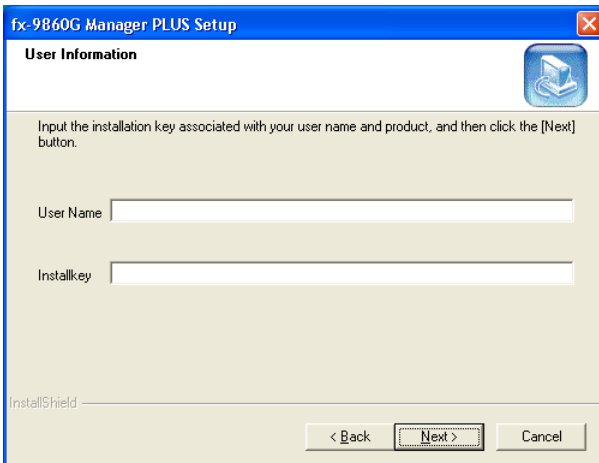 fx-9860G Manager PLUS Setup
User Information
Input the installation key associated with your user name and product, and then click the [Next]
button.
User Name
Installkey
InstallShield
< Back
Next >
Cancel